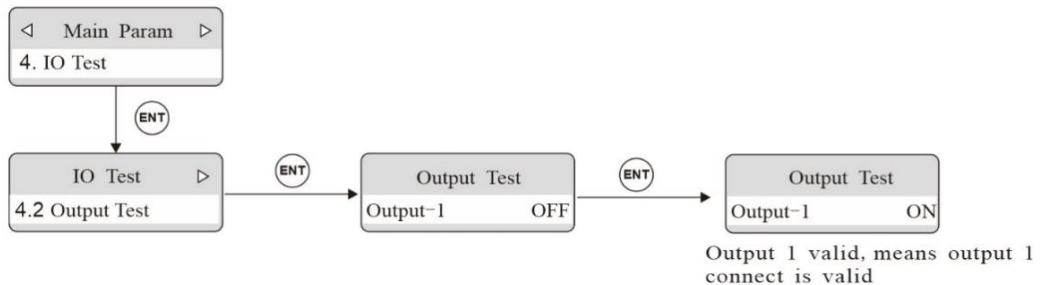 ◁ Main Param ▷
4. IO Test
ENT
IO Test ▷
4.2 Output Test
ENT
Output Test
Output-1 OFF
ENT
Output Test
Output-1 ON
Output 1 valid, means output 1
connect is valid